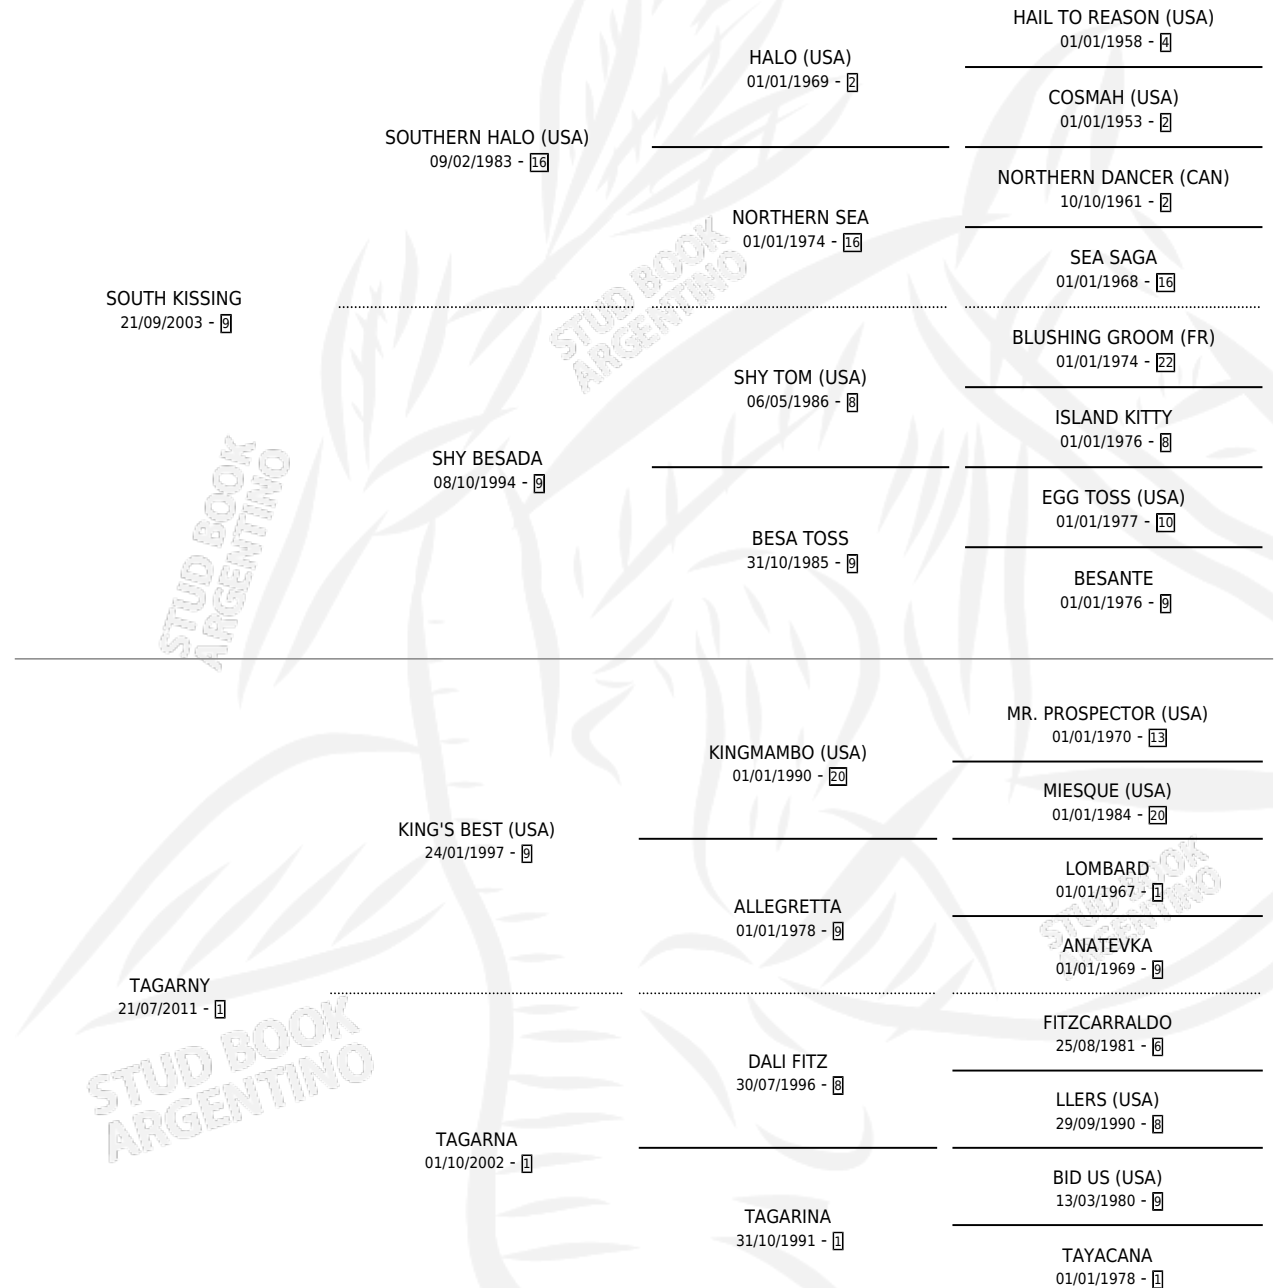 HAIL TO REASON (USA)
01/01/1958 - 4
HALO (USA)
01/01/1969 - 2
COSMAH (USA)
01/01/1953 - 2
SOUTHERN HALO (USA)
09/02/1983 - 16
NORTHERN DANCER (CAN)
10/10/1961 - 2
NORTHERN SEA
01/01/1974 - 16
SEA SAGA
01/01/1968 - 16
SOUTH KISSING
21/09/2003 - 9
BLUSHING GROOM (FR)
01/01/1974 - 22
SHY TOM (USA)
06/05/1986 - 8
ISLAND KITTY
01/01/1976 - 8
SHY BESADA
08/10/1994 - 9
EGG TOSS (USA)
01/01/1977 - 10
BESA TOSS
31/10/1985 - 9
BESANTE
01/01/1976 - 9
STUD BOOK
ARGENTINO
STUD BOOK
ARGENTINO
MR. PROSPECTOR (USA)
01/01/1970 - 13
KINGMAMBO (USA)
01/01/1990 - 20
MIESQUE (USA)
01/01/1984 - 20
KING'S BEST (USA)
24/01/1997 - 9
LOMBARD
01/01/1967 - 1
ALLEGRETTA
01/01/1978 - 9
ANATEVKA
01/01/1969 - 9
STUD BOOK
ARGENTINO
TAGARNY
21/07/2011 - 1
FITZCARRALDO
25/08/1981 - 6
DALI FITZ
30/07/1996 - 8
LLERS (USA)
29/09/1990 - 8
TAGARNA
01/10/2002 - 1
BID US (USA)
13/03/1980 - 9
TAGARINA
31/10/1991 - 1
TAYACANA
01/01/1978 - 1
STUD BOOK
ARGENTINO